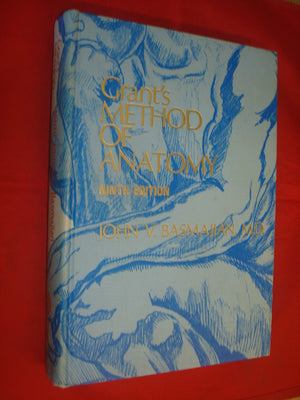 Grant's
METHOD
OF
ANATOMY
NINTH EDITION
JOHN V. BASMAJIAN, M.D.